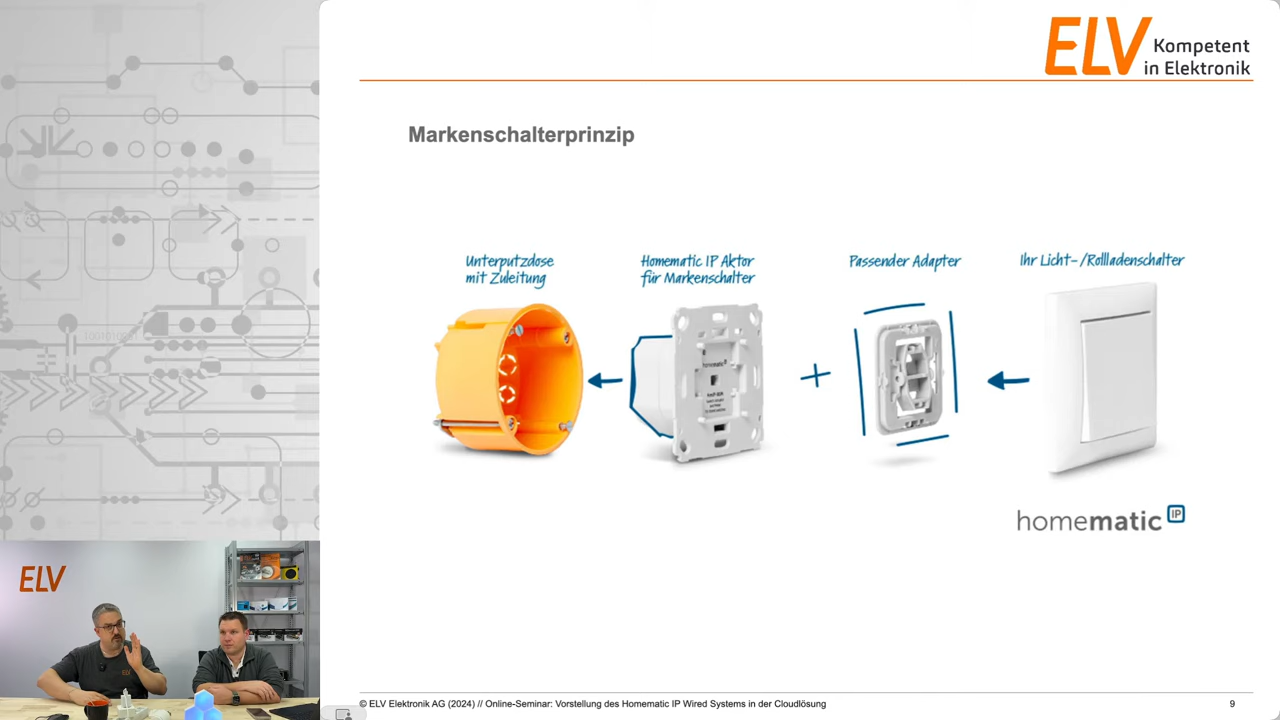 ELV Kompetent
in Elektronik
Markenschalterprinzip
Unterputzdose
mit Zuleitung
Homematic IP Aktor
für Markenschalter
Passender Adapter
Ihr Licht-/Rollladenschalter
homematic
homematic IP
ELV
© ELV Elektronik AG (2024) // Online-Seminar: Vorstellung des Homematic IP Wired Systems in der Cloudlösung
9